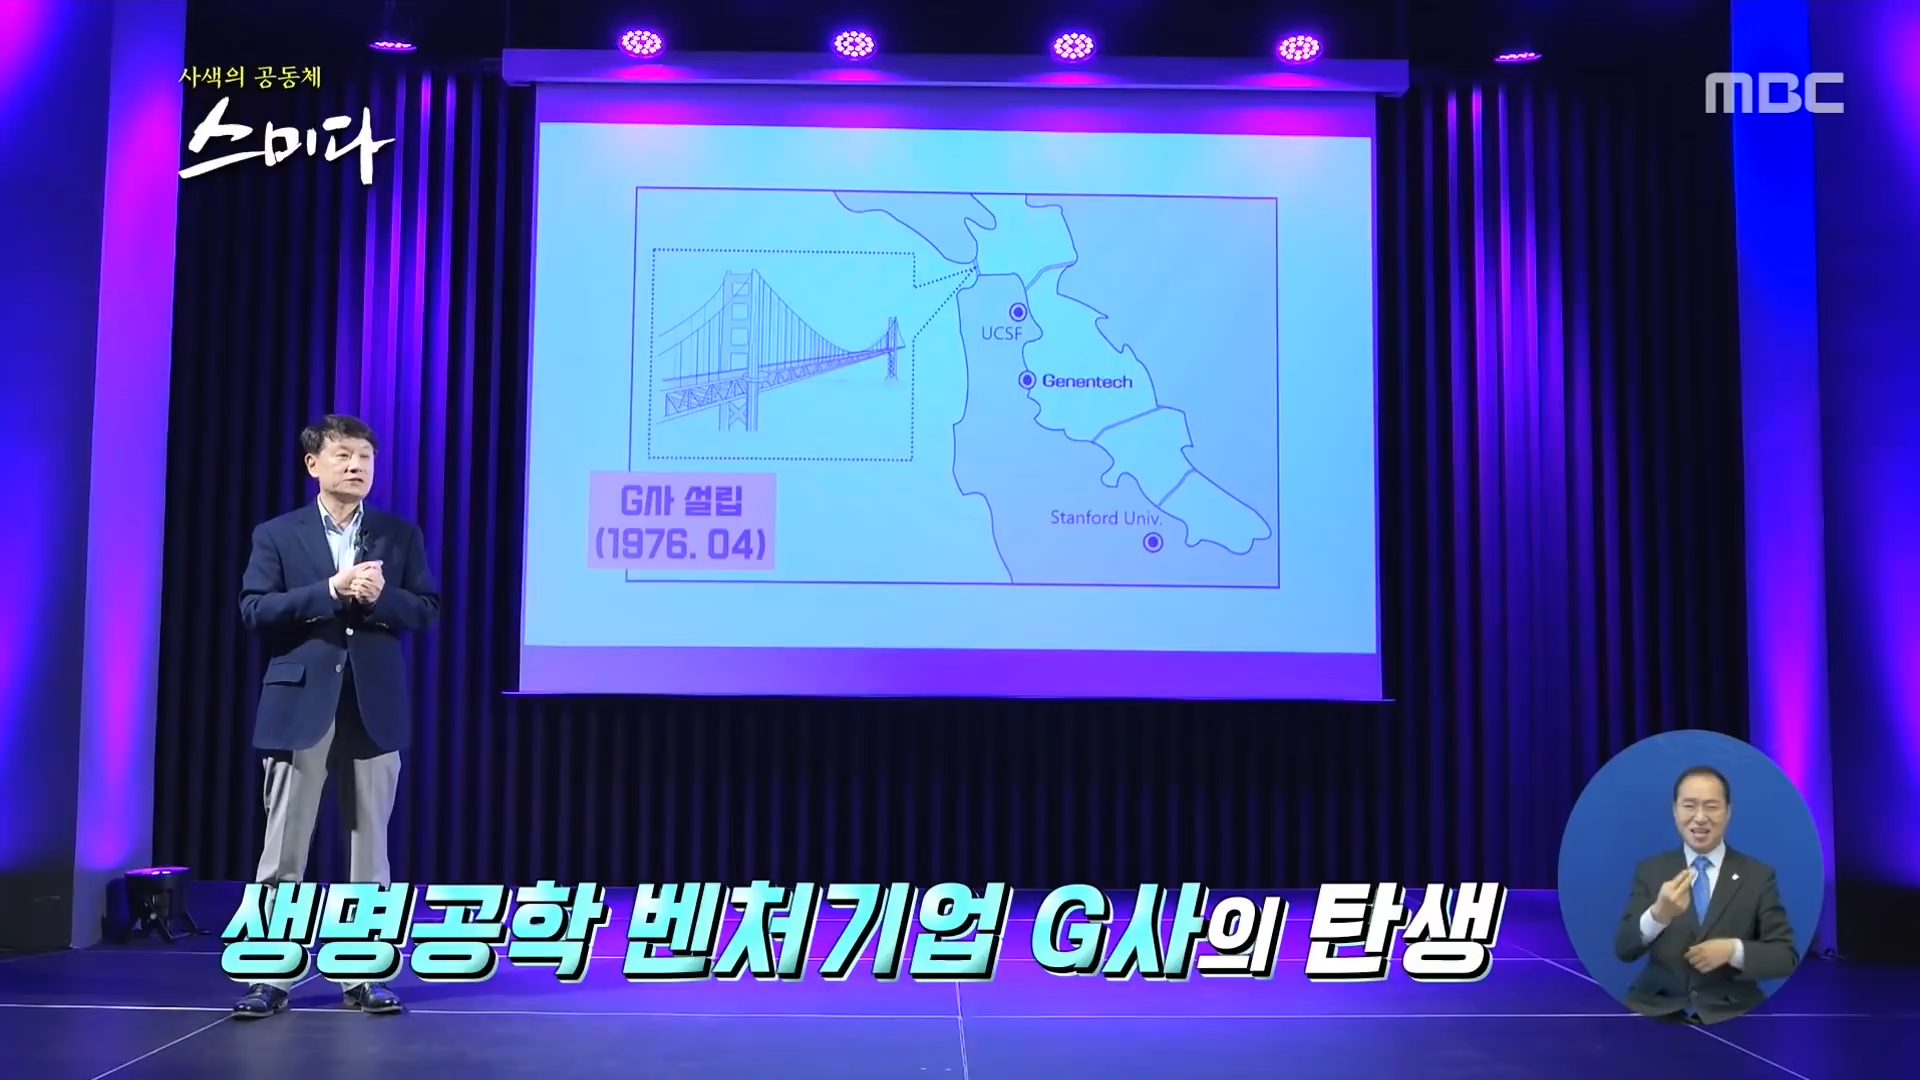 사색의 공동체
스미다
MBC
UCSF
Genentech
G사 설립
(1976. 04)
Stanford Univ.
생명공학 벤처기업 G사의 탄생